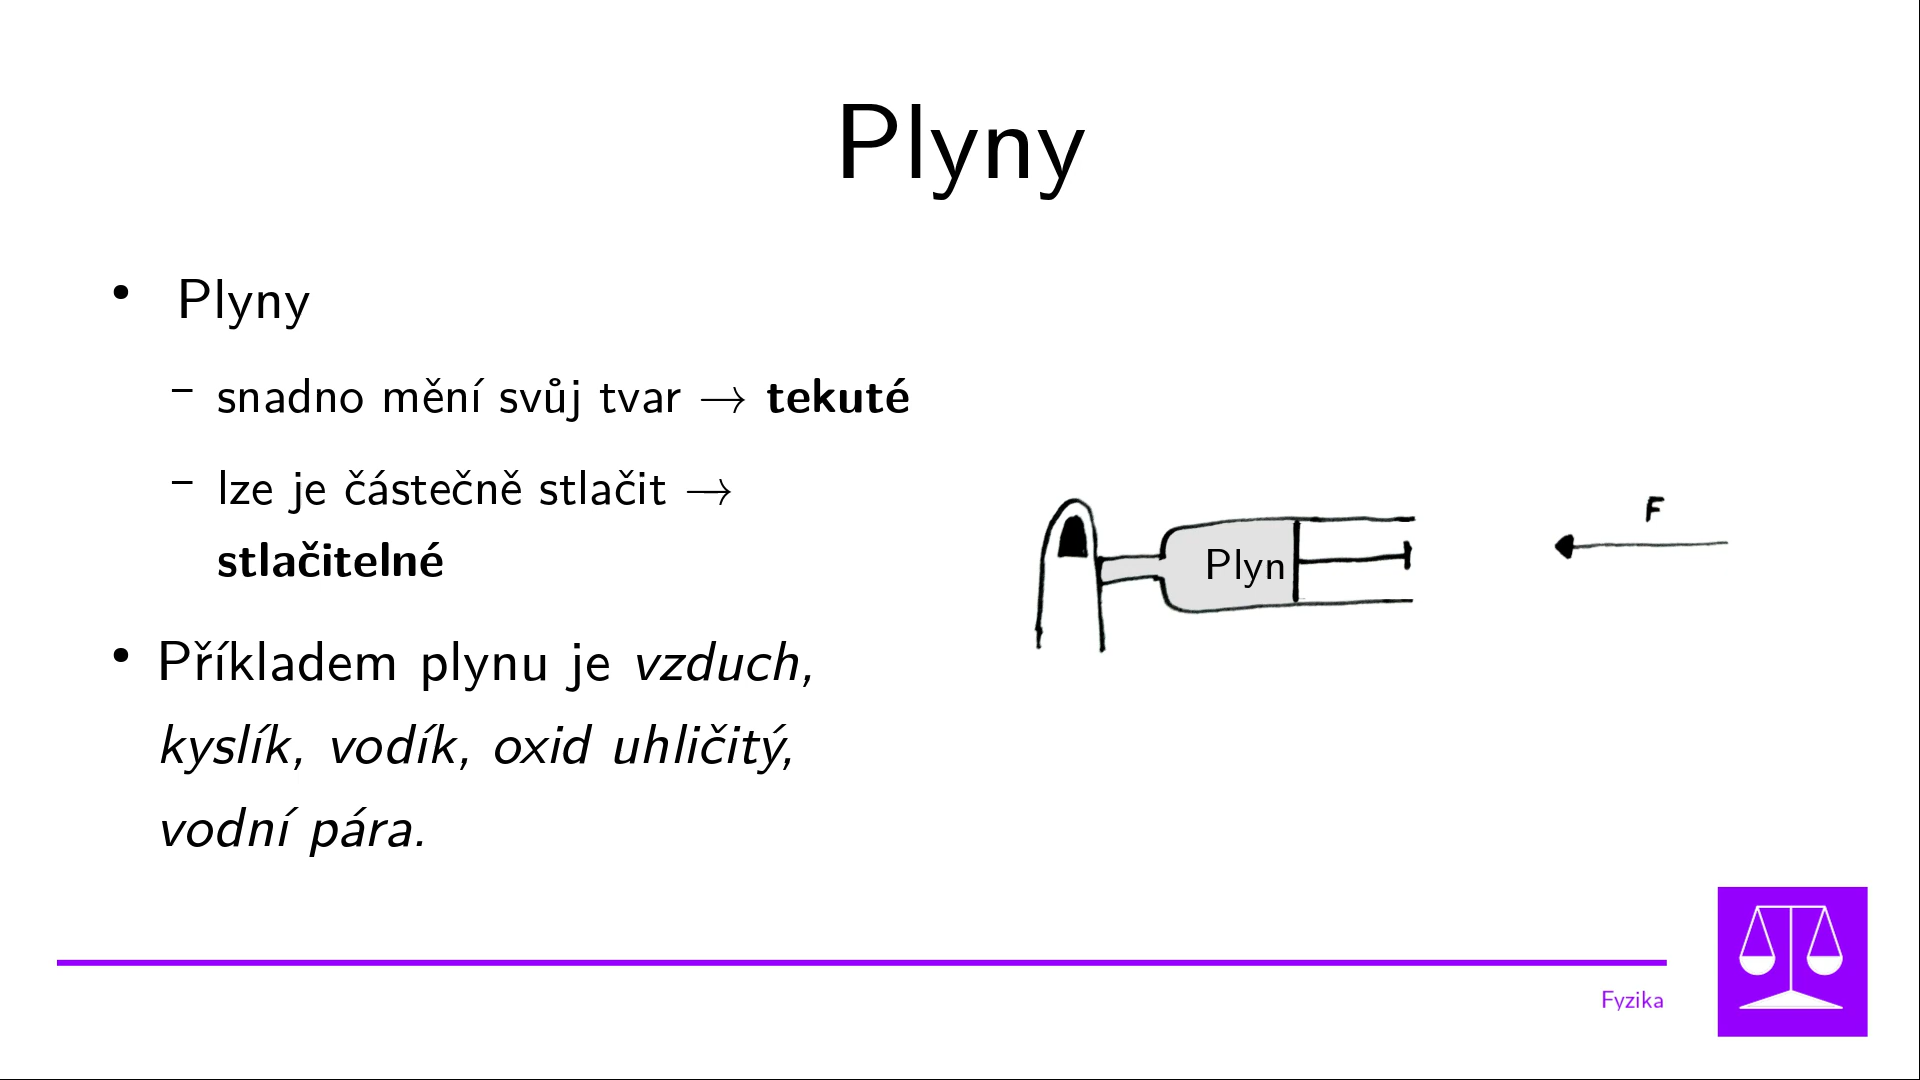 Plyny
• Plyny
– snadno mění svůj tvar → tekuté
– lze je částečně stlačit →
stlačitelné
• Příkladem plynu je vzduch,
kyslík, vodík, oxid uhličitý,
vodní pára.
Plyn
F
Fyzika